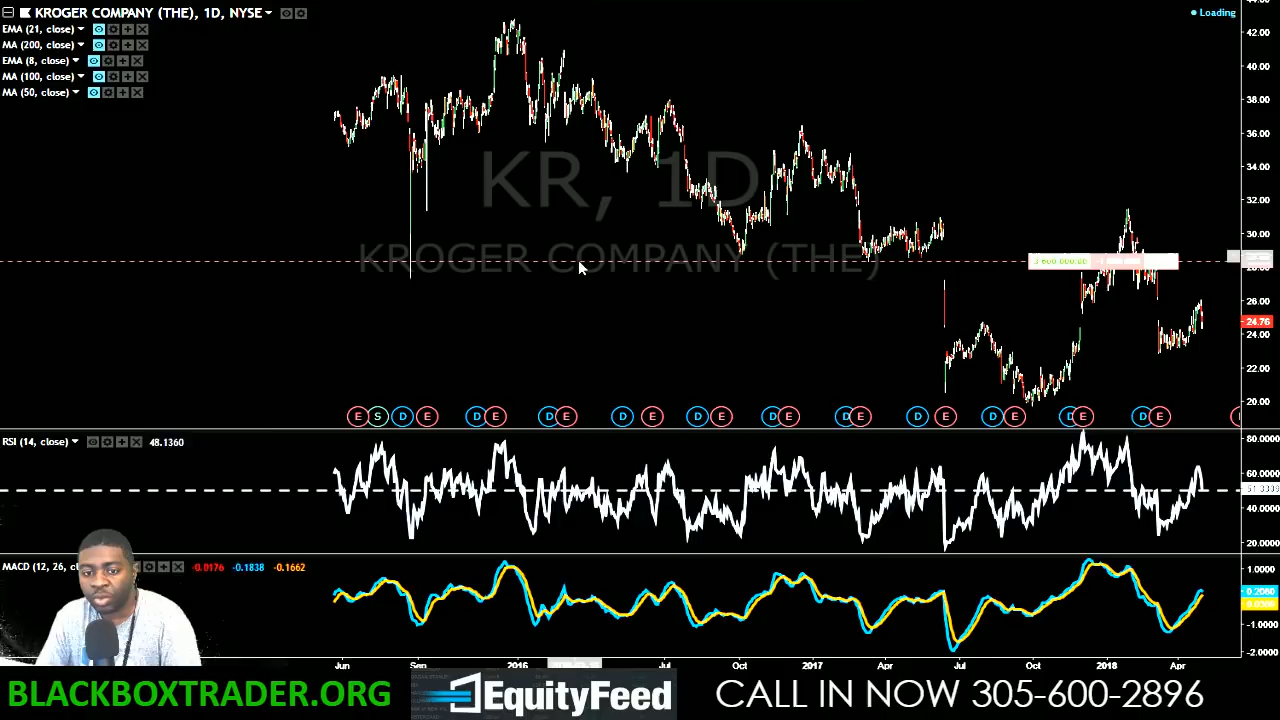 KROGER COMPANY (THE), 1D, NYSE
Loading
EMA (21, close)
MA (200, close)
EMA (8, close)
MA (100, close)
MA (50, close)
KR, 1D
KROGER COMPANY (THE)
42.00
40.00
38.00
36.00
34.00
32.00
30.00
28.00
26.00
24.76
24.00
22.00
20.00
E S D E D E D E D E D E D E D E D E D E D E D E
RSI (14, close) 48.1360
80.0000
60.0000
40.0000
20.0000
MACD (12, 26, -0.0176 -0.1838 -0.1662
1.0000
0.2060
-1.0000
-2.0000
Jun Sep 2016 Jul Oct 2017 Apr Jul Oct 2018 Apr
BLACKBOXTRADER.ORG EquityFeed CALL IN NOW 305-600-2896